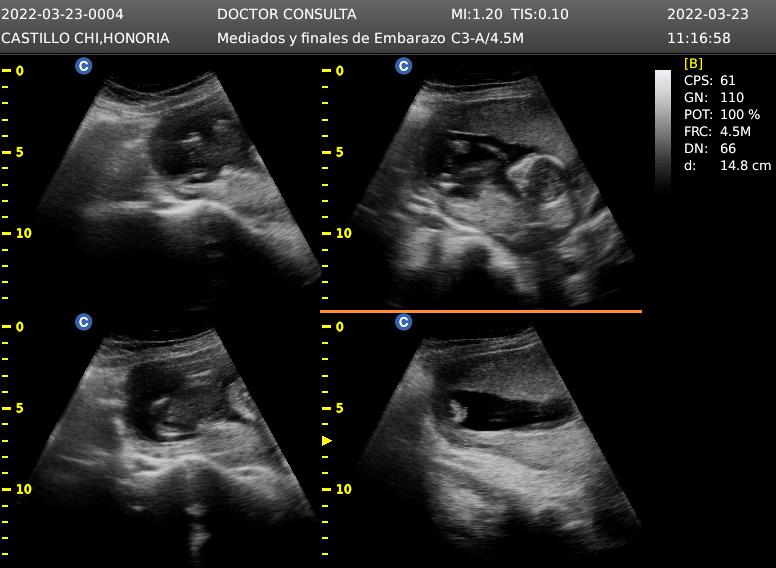 2022-03-23-0004 DOCTOR CONSULTA MI:1.20 TIS:0.10 2022-03-23
CASTILLO CHI,HONORIA Mediados y finales de Embarazo C3-A/4.5M 11:16:58
C C [B]
0 0 CPS: 61
GN: 110
POT: 100 %
FRC: 4.5M
5 5 DN: 66
d: 14.8 cm
10 10
C C
0 0
5 5
10 10